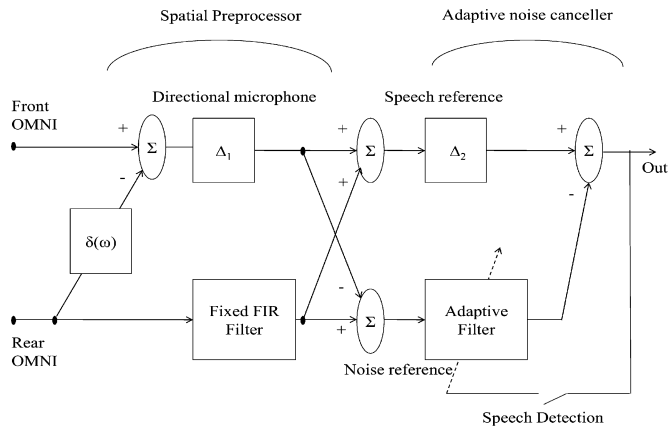 Spatial Preprocessor
Adaptive noise canceller
Directional microphone
Speech reference
Front
OMNI
+
Σ
Δ1
+
Σ
Δ2
+
Σ
-
+
-
Out
δ(ω)
Rear
OMNI
Fixed FIR
Filter
-
+
Σ
Adaptive
Filter
Noise reference
Speech Detection